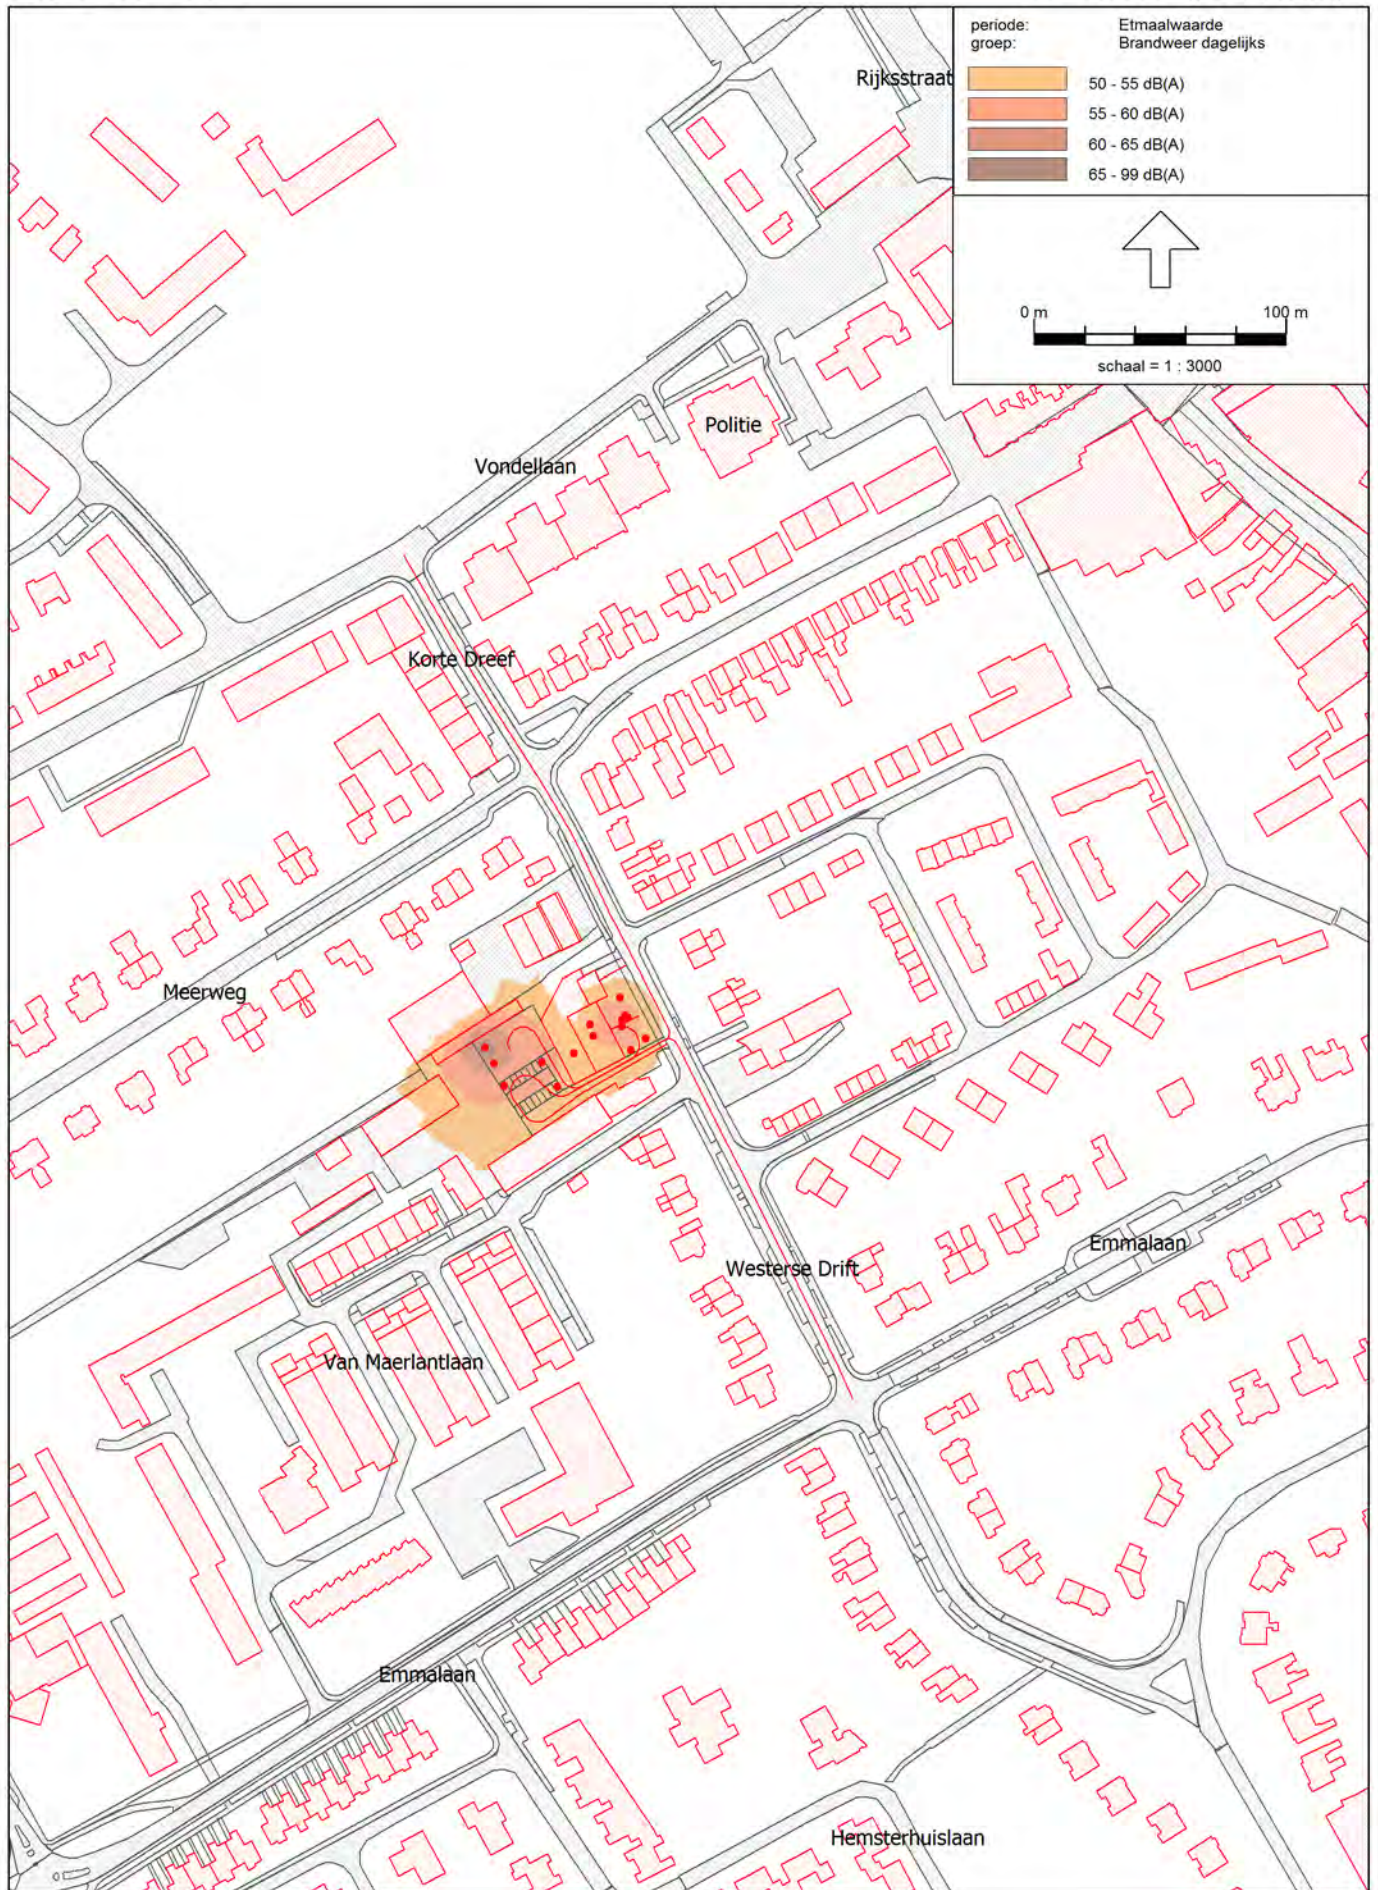 periode: Etmaalwaarde
groep: Brandweer dagelijks
50 - 55 dB(A)
55 - 60 dB(A)
60 - 65 dB(A)
65 - 99 dB(A)
0 m 100 m
schaal = 1 : 3000
Rijksstraat
Politie
Vondellaan
Korte Dreef
Meerweg
Emmalaan
Westerse Drift
Van Maerlantlaan
Emmalaan
Hemsterhuislaan